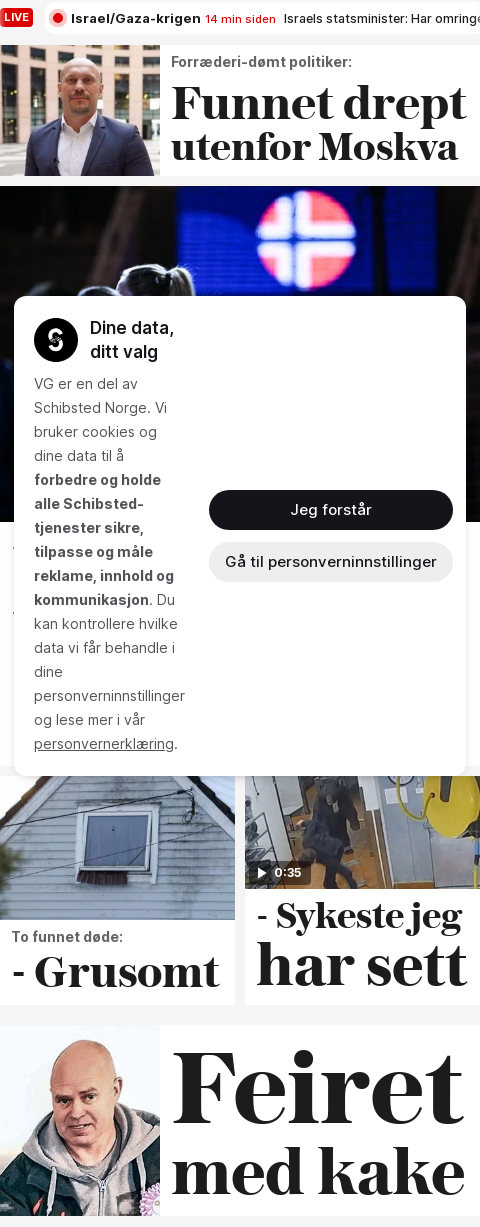 LIVE
Israel/Gaza-krigen 14 min siden Israels statsminister: Har omringe
Forræderi-dømt politiker:
Funnet drept
utenfor Moskva
Dine data,
ditt valg
VG er en del av
Schibsted Norge. Vi
bruker cookies og
dine data til å
forbedre og holde
alle Schibsted-
tjenester sikre,
tilpasse og måle
reklame, innhold og
kommunikasjon. Du
kan kontrollere hvilke
data vi får behandle i
dine
personverninnstillinger
og lese mer i vår
personvernerklæring.
Jeg forstår
Gå til personverninnstillinger
0:35
To funnet døde:
- Grusomt
- Sykeste jeg
har sett
Feiret
med kake